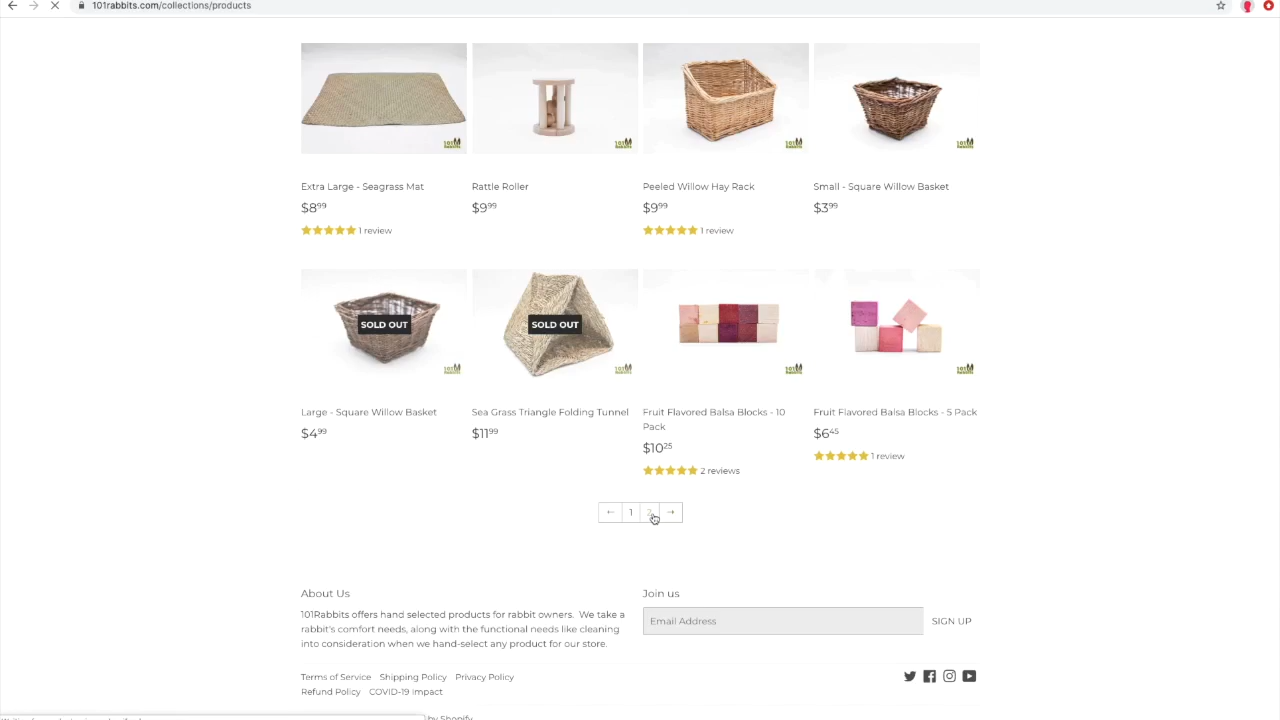 101rabbits.com/collections/products
Extra Large - Seagrass Mat
$8.99
1 review
Rattle Roller
$9.99
Peeled Willow Hay Rack
$9.99
1 review
Small - Square Willow Basket
$3.99
SOLD OUT
Large - Square Willow Basket
$4.99
SOLD OUT
Sea Grass Triangle Folding Tunnel
$11.99
Fruit Flavored Balsa Blocks - 10
Pack
$10.25
2 reviews
Fruit Flavored Balsa Blocks - 5 Pack
$6.45
1 review
← 1 2 →
About Us
101Rabbits offers hand selected products for rabbit owners. We take a
rabbit's comfort needs, along with the functional needs like cleaning
into consideration when we hand-select any product for our store.
Join us
Email Address
SIGN UP
Terms of Service Shipping Policy Privacy Policy
Refund Policy COVID-19 impact
by Shopify